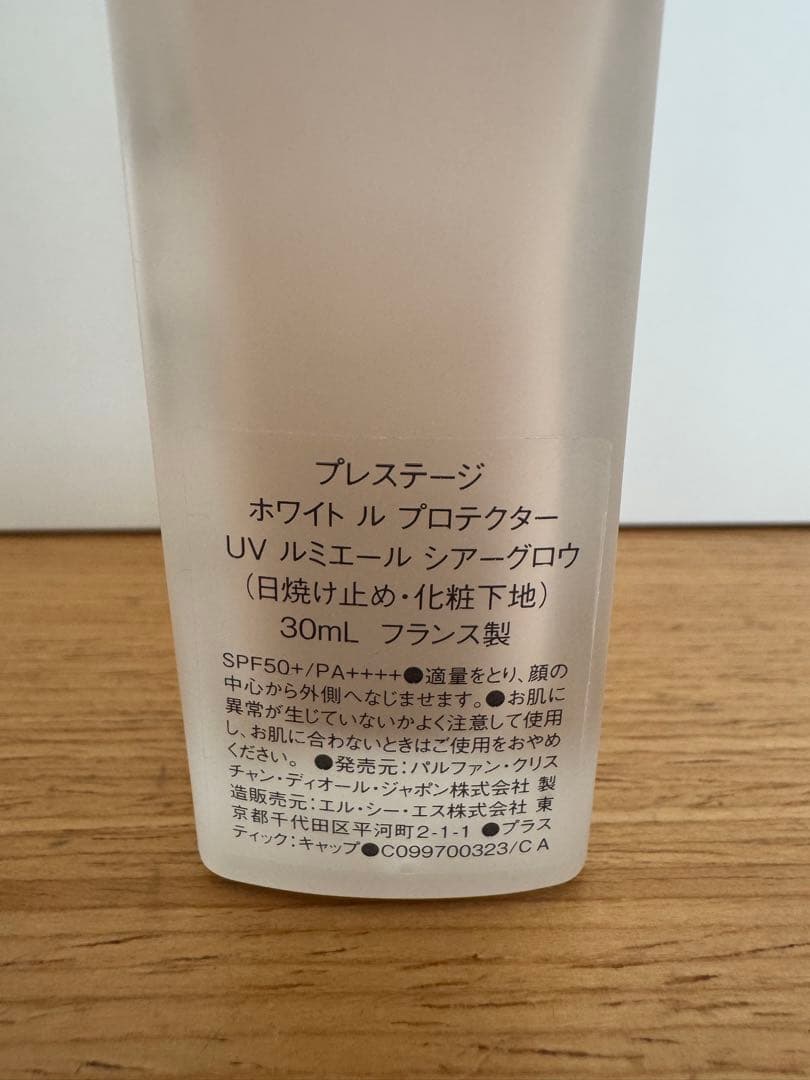 プレステージ
ホワイト ル プロテクター
UV ルミエール シアーグロウ
(日焼け止め・化粧下地)
30mL フランス製
SPF50+/PA++++●適量をとり、顔の
中心から外側へなじませます。●お肌に
異常が生じていないかよく注意して使用
し、お肌に合わないときはご使用をおやめ
ください。 ●発売元:パルファン・クリス
チャン・ディオール・ジャポン株式会社 製
造販売元:エル・シー・エス株式会社 東
京都千代田区平河町2-1-1 ●プラス
ティック:キャップ●C099700323/C A